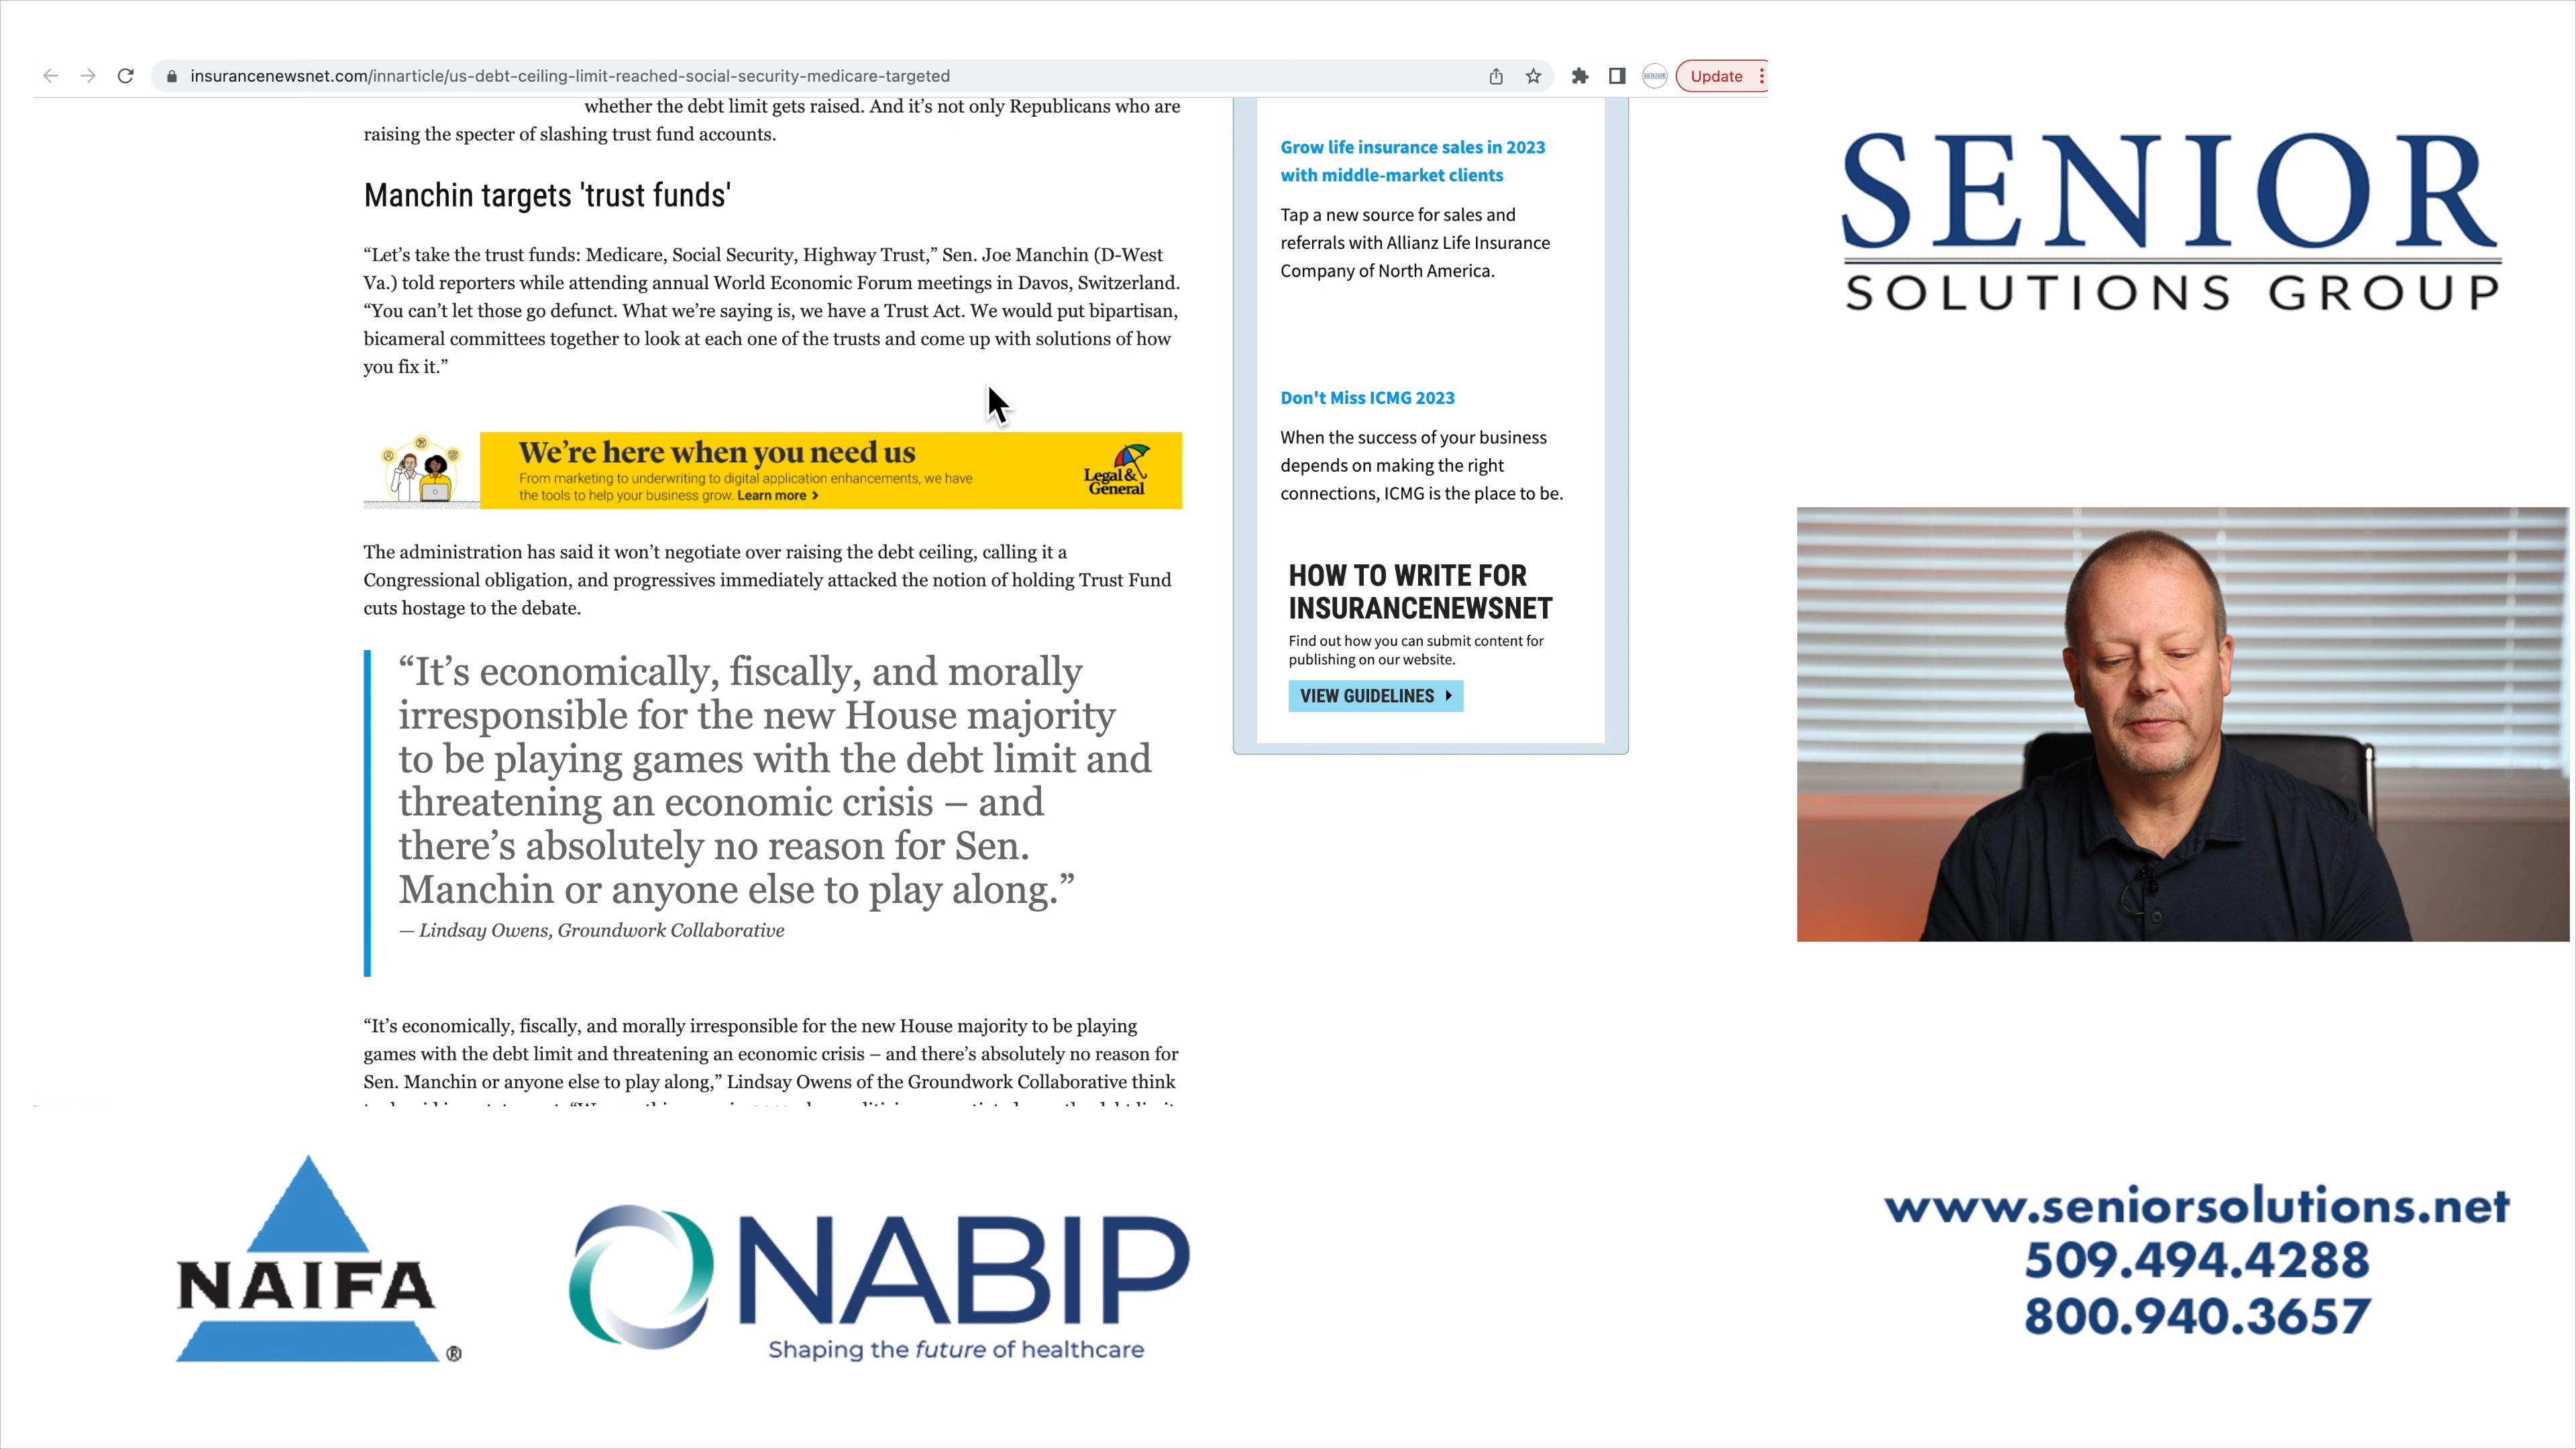 insurancenewsnet.com/innarticle/us-debt-ceiling-limit-reached-social-security-medicare-targeted
SENIOR
Update
whether the debt limit gets raised. And it’s not only Republicans who are
raising the specter of slashing trust fund accounts.
Manchin targets 'trust funds'
“Let’s take the trust funds: Medicare, Social Security, Highway Trust,” Sen. Joe Manchin (D-West
Va.) told reporters while attending annual World Economic Forum meetings in Davos, Switzerland.
“You can’t let those go defunct. What we’re saying is, we have a Trust Act. We would put bipartisan,
bicameral committees together to look at each one of the trusts and come up with solutions of how
you fix it.”
We’re here when you need us
From marketing to underwriting to digital application enhancements, we have
the tools to help your business grow. Learn more >
Legal &
General
The administration has said it won’t negotiate over raising the debt ceiling, calling it a
Congressional obligation, and progressives immediately attacked the notion of holding Trust Fund
cuts hostage to the debate.
“It’s economically, fiscally, and morally
irresponsible for the new House majority
to be playing games with the debt limit and
threatening an economic crisis – and
there’s absolutely no reason for Sen.
Manchin or anyone else to play along.”
— Lindsay Owens, Groundwork Collaborative
“It’s economically, fiscally, and morally irresponsible for the new House majority to be playing
games with the debt limit and threatening an economic crisis – and there’s absolutely no reason for
Sen. Manchin or anyone else to play along,” Lindsay Owens of the Groundwork Collaborative think
Grow life insurance sales in 2023
with middle-market clients
Tap a new source for sales and
referrals with Allianz Life Insurance
Company of North America.
Don't Miss ICMG 2023
When the success of your business
depends on making the right
connections, ICMG is the place to be.
HOW TO WRITE FOR
INSURANCENEWSNET
Find out how you can submit content for
publishing on our website.
VIEW GUIDELINES
SENIOR
SOLUTIONS GROUP
NAIFA
®
NABIP
Shaping the future of healthcare
www.seniorsolutions.net
509.494.4288
800.940.3657